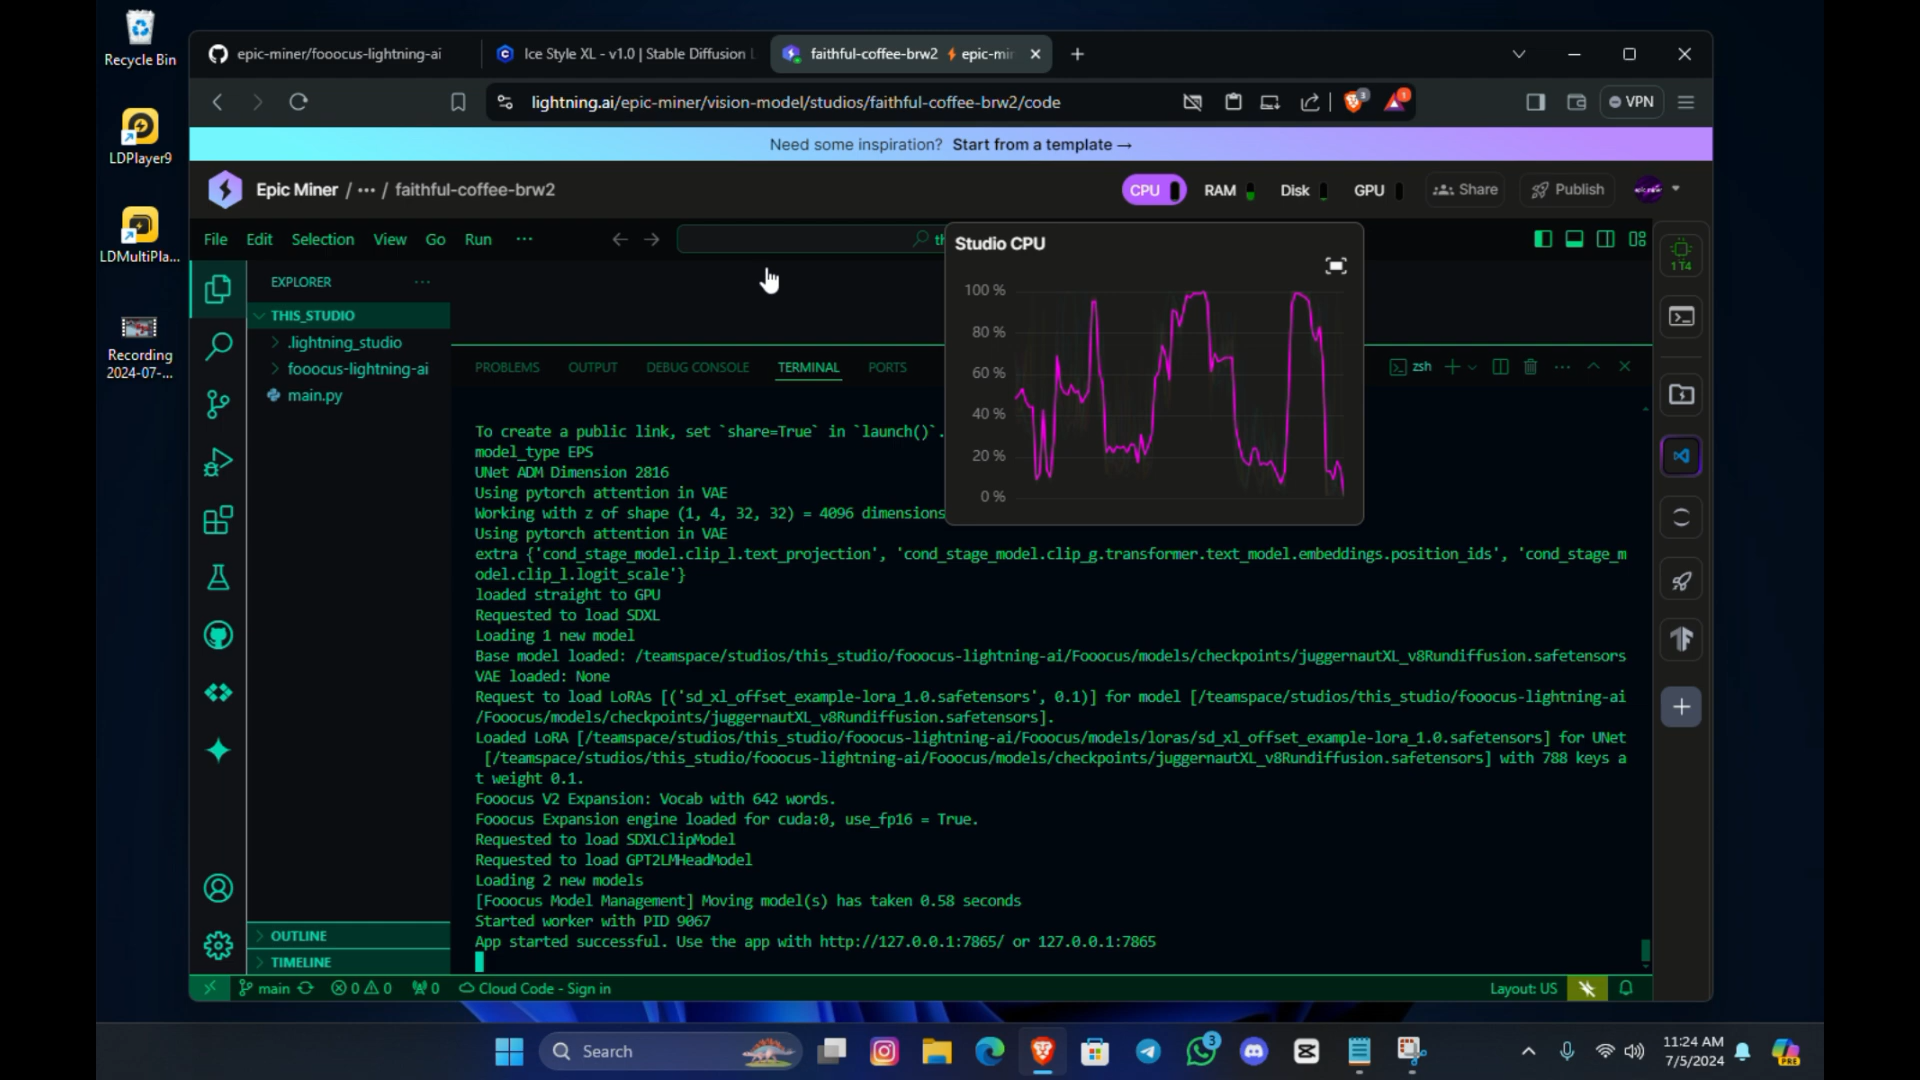 Recycle Bin
LDPlayer9
LDMultiPla...
Recording
2024-07-...
epic-miner/fooocus-lightning-ai
Ice Style XL - v1.0 | Stable Diffusion
faithful-coffee-brw2 ⚡ epic-mi
lightning.ai/epic-miner/vision-model/studios/faithful-coffee-brw2/code
3
1
VPN
Need some inspiration? Start from a template →
Epic Miner / ··· / faithful-coffee-brw2
CPU
RAM
Disk
GPU
Share
Publish
File Edit Selection View Go Run ···
Studio CPU
100 %
80 %
60 %
40 %
20 %
0 %
1 T4
EXPLORER
THIS_STUDIO
.lightning_studio
fooocus-lightning-ai
main.py
OUTLINE
TIMELINE
PROBLEMS OUTPUT DEBUG CONSOLE TERMINAL PORTS
zsh
To create a public link, set `share=True` in `launch()`.
model_type EPS
UNet ADM Dimension 2816
Using pytorch attention in VAE
Working with z of shape (1, 4, 32, 32) = 4096 dimensions
Using pytorch attention in VAE
extra {'cond_stage_model.clip_l.text_projection', 'cond_stage_model.clip_g.transformer.text_model.embeddings.position_ids', 'cond_stage_m
odel.clip_l.logit_scale'}
loaded straight to GPU
Requested to load SDXL
Loading 1 new model
Base model loaded: /teamspace/studios/this_studio/fooocus-lightning-ai/Fooocus/models/checkpoints/juggernautXL_v8Rundiffusion.safetensors
VAE loaded: None
Request to load LoRAs [('sd_xl_offset_example-lora_1.0.safetensors', 0.1)] for model [/teamspace/studios/this_studio/fooocus-lightning-ai
/Fooocus/models/checkpoints/juggernautXL_v8Rundiffusion.safetensors].
Loaded LoRA [/teamspace/studios/this_studio/fooocus-lightning-ai/Fooocus/models/loras/sd_xl_offset_example-lora_1.0.safetensors] for UNet
[/teamspace/studios/this_studio/fooocus-lightning-ai/Fooocus/models/checkpoints/juggernautXL_v8Rundiffusion.safetensors] with 788 keys a
t weight 0.1.
Fooocus V2 Expansion: Vocab with 642 words.
Fooocus Expansion engine loaded for cuda:0, use_fp16 = True.
Requested to load SDXLClipModel
Requested to load GPT2LMHeadModel
Loading 2 new models
[Fooocus Model Management] Moving model(s) has taken 0.58 seconds
Started worker with PID 9067
App started successful. Use the app with http://127.0.0.1:7865/ or 127.0.0.1:7865
main 0 0 0 Cloud Code - Sign in
Layout: US
Search
3
11:24 AM
7/5/2024
PRE